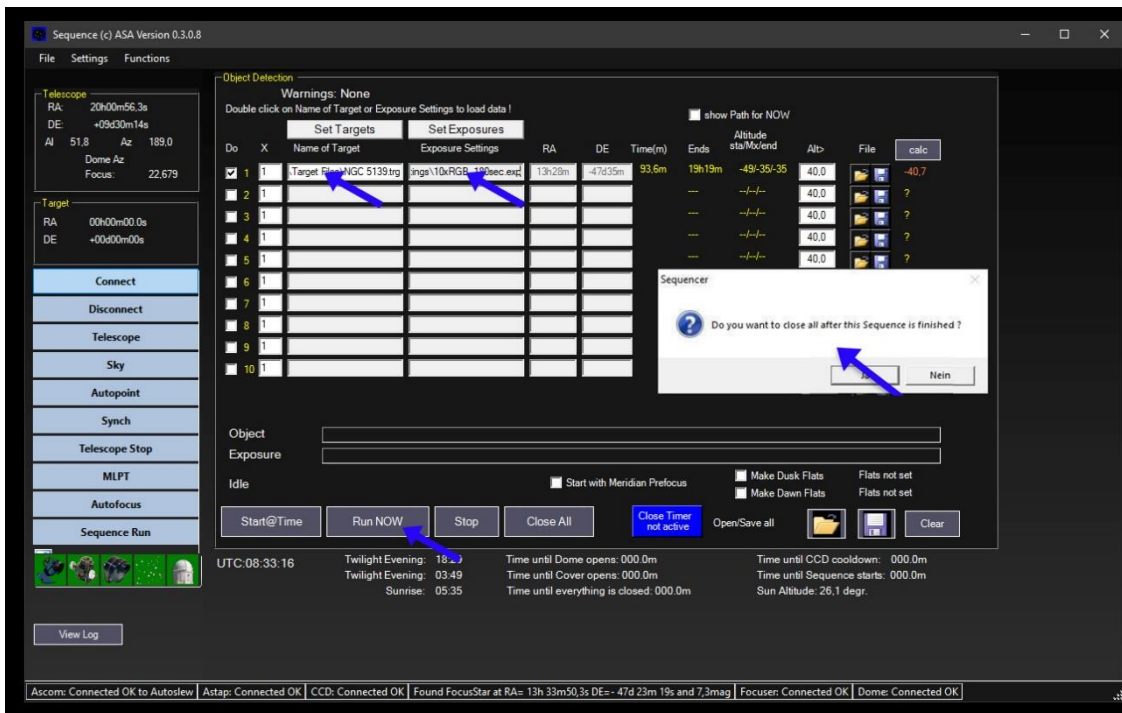 Sequence (c) ASA Version 0.3.0.8
File Settings Functions
Telescope
RA: 20h00m56,3s
DE: +09d30m14s
Al 51,8 Az 189,0
Dome Az
Focus: 22,679
Target
RA 00h00m00.0s
DE +00d00m00s
Connect
Disconnect
Telescope
Sky
Autopoint
Synch
Telescope Stop
MLPT
Autofocus
Sequence Run
View Log
Object Detection
Warnings: None
Double click on Name of Target or Exposure Settings to load data !
show Path for NOW
Set Targets Set Exposures
Altitude
Do X Name of Target Exposure Settings RA DE Time(m) Ends sta/Mx/end Alt> File calc
1 1 NGC 5139.trg 13h28m -47d35m 93,6m 19h19m -49/-35/-35 40,0 -40,7
2 1 --- --/--/-- 40,0 ?
3 1 --- --/--/-- 40,0 ?
4 1 --- --/--/-- 40,0 ?
5 1 --- --/--/-- 40,0 ?
6 1
7 1
8 1
9 1
10 1
Sequencer
Do you want to close all after this Sequence is finished ?
Nein
Object
Exposure
Idle
Start with Meridian Prefocus
Make Dusk Flats Flats not set
Make Dawn Flats Flats not set
Start@Time Run NOW Stop Close All
Close Timer
not active
Open/Save all
Clear
UTC:08:33:16
Twilight Evening: Time until Dome opens: 000.0m Time until CCD cooldown: 000.0m
Twilight Evening: 03:49 Time until Cover opens: 000.0m Time until Sequence starts: 000.0m
Sunrise: 05:35 Time until everything is closed: 000.0m Sun Altitude: 26,1 degr.
Ascom: Connected OK to Autoslew Astap: Connected OK CCD: Connected OK Found FocusStar at RA= 13h 33m50,3s DE=- 47d 23m 19s and 7,3mag Focuser: Connected OK Dome: Connected OK